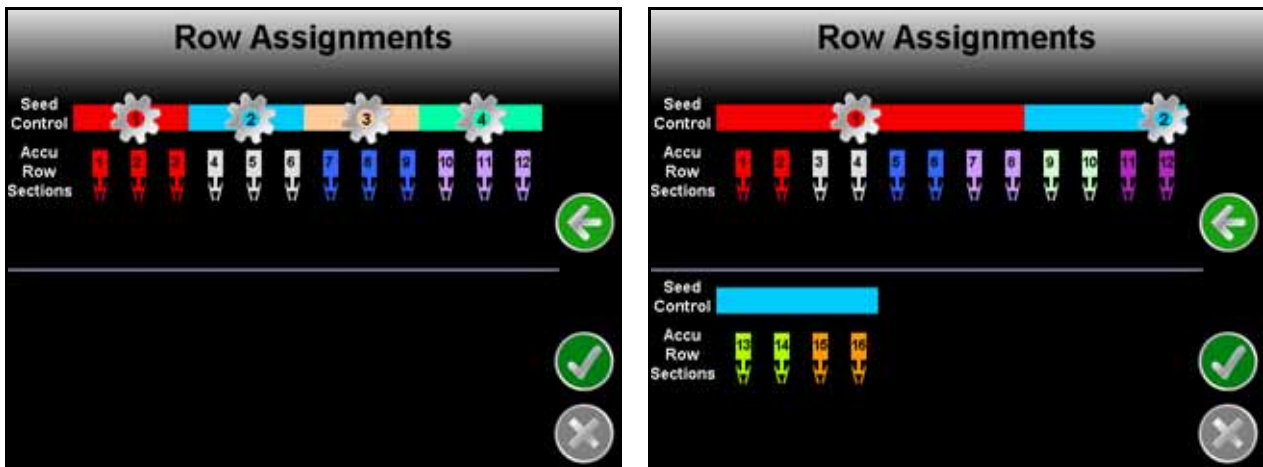 Row Assignments
Seed
Control
1 2 3 4
Accu
Row
Sections
1 2 3 4 5 6 7 8 9 10 11 12
Row Assignments
Seed
Control
1 2
Accu
Row
Sections
1 2 3 4 5 6 7 8 9 10 11 12
Seed
Control
Accu
Row
Sections
13 14 15 16